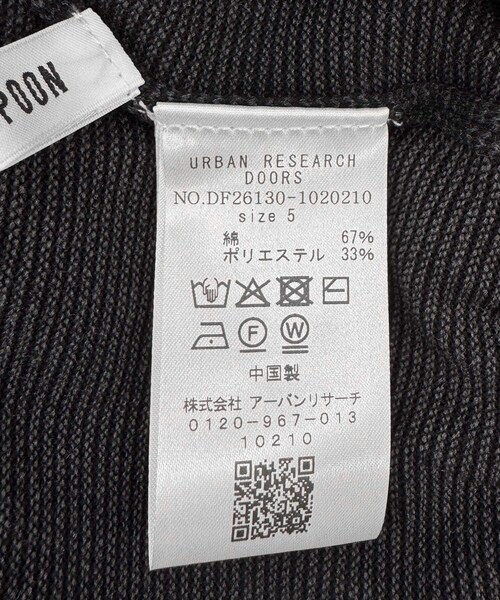 POON
URBAN RESEARCH
DOORS
NO.DF26130-1020210
size 5
綿 67%
ポリエステル 33%
F W
中国製
株式会社 アーバンリサーチ
0120-967-013
10210